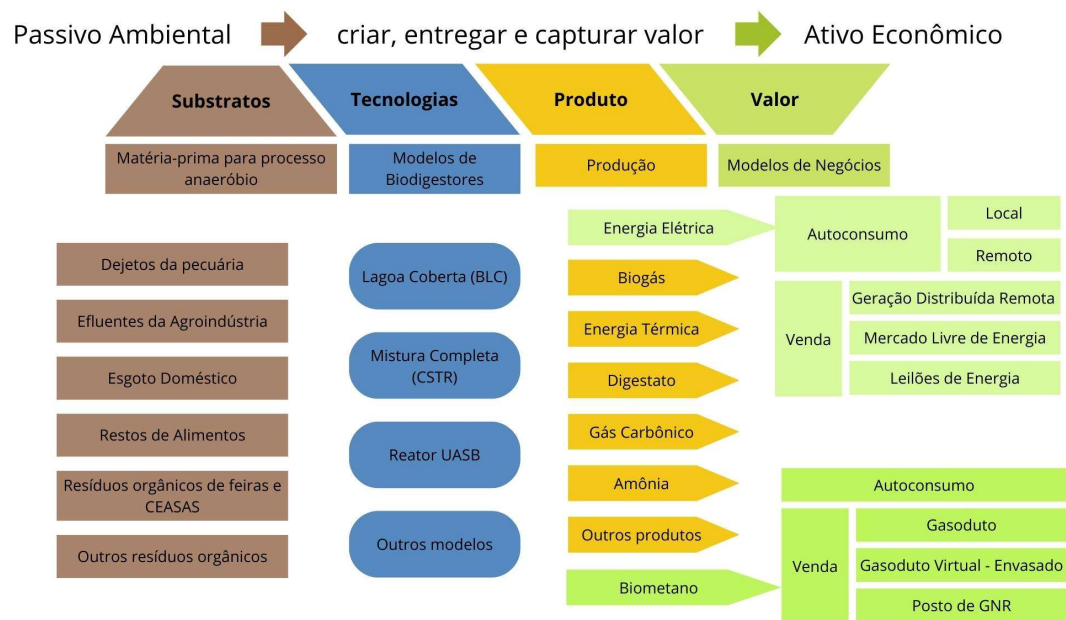 Passivo Ambiental
criar, entregar e capturar valor
Ativo Econômico
Substratos
Tecnologias
Produto
Valor
Matéria-prima para processo
anaeróbio
Modelos de
Biodigestores
Produção
Modelos de Negócios
Dejetos da pecuária
Efluentes da Agroindústria
Esgoto Doméstico
Restos de Alimentos
Resíduos orgânicos de feiras e
CEASAS
Outros resíduos orgânicos
Lagoa Coberta (BLC)
Mistura Completa
(CSTR)
Reator UASB
Outros modelos
Energia Elétrica
Biogás
Energia Térmica
Digestato
Gás Carbônico
Amônia
Outros produtos
Biometano
Autoconsumo
Local
Remoto
Venda
Geração Distribuída Remota
Mercado Livre de Energia
Leilões de Energia
Autoconsumo
Venda
Gasoduto
Gasoduto Virtual - Envasado
Posto de GNR